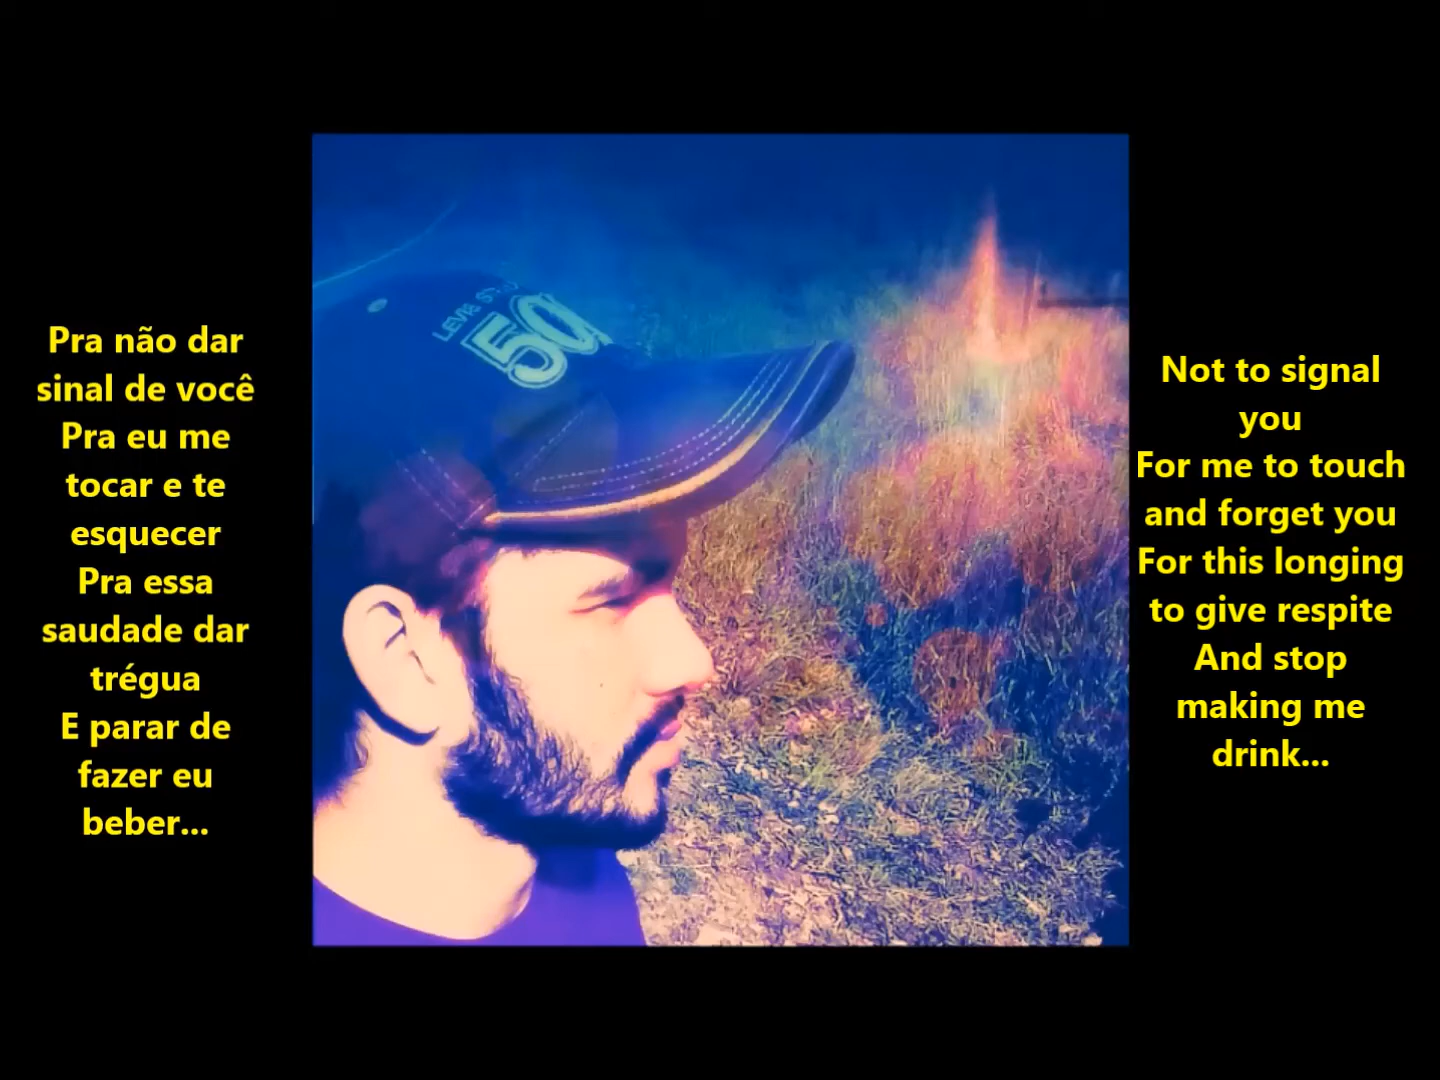 Pra não dar
sinal de você
Pra eu me
tocar e te
esquecer
Pra essa
saudade dar
trégua
E parar de
fazer eu
beber...
LEVI'S
50
Not to signal
you
For me to touch
and forget you
For this longing
to give respite
And stop
making me
drink...